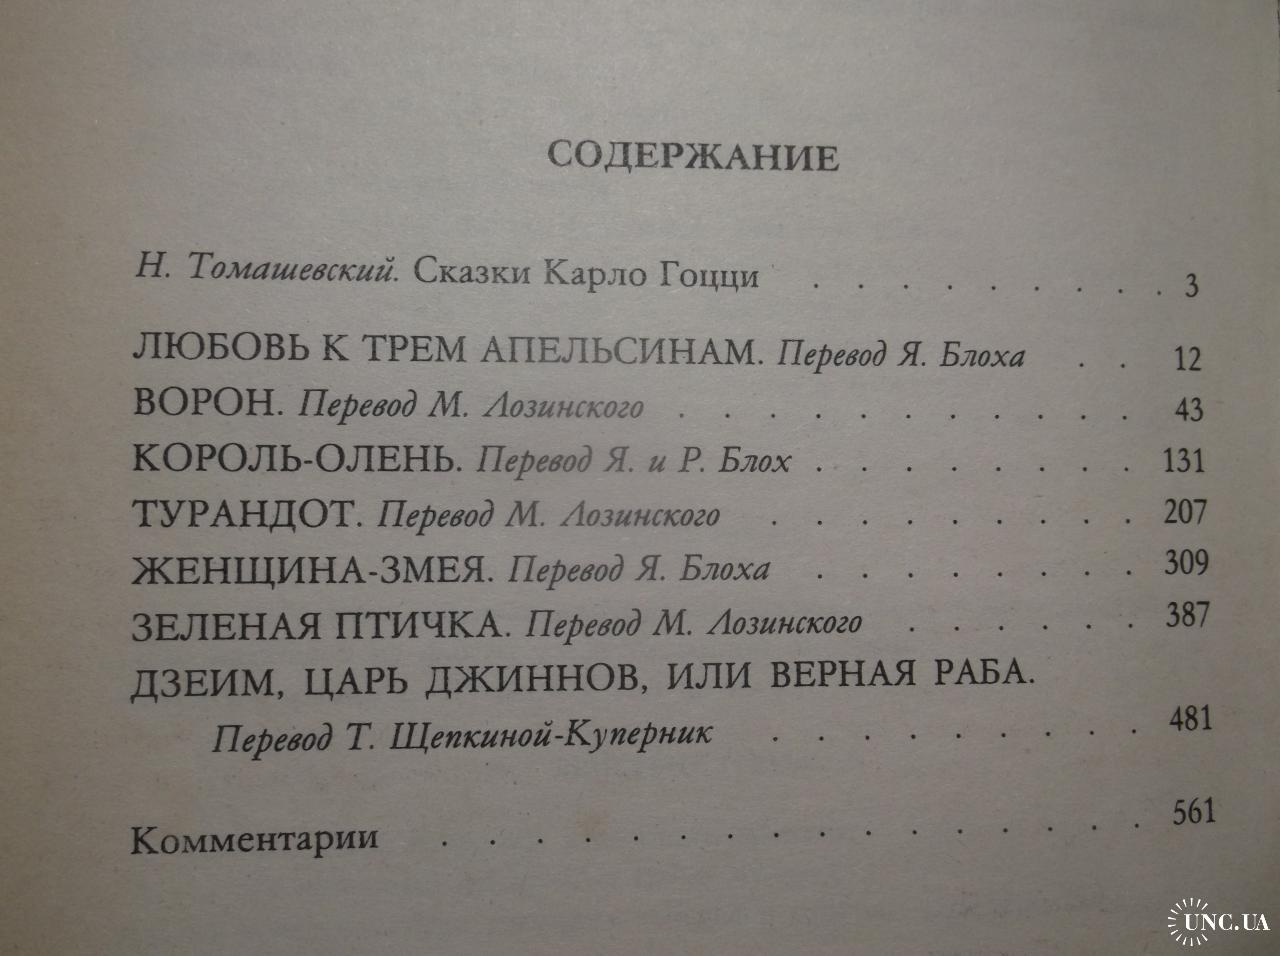 СОДЕРЖАНИЕ
Н. Томашевский. Сказки Карло Гоцци . . . . . . . . . 3
ЛЮБОВЬ К ТРЕМ АПЕЛЬСИНАМ. Перевод Я. Блоха . . 12
ВОРОН. Перевод М. Лозинского . . . . . . . . . . . 43
КОРОЛЬ-ОЛЕНЬ. Перевод Я. и Р. Блох . . . . . . . . 131
ТУРАНДОТ. Перевод М. Лозинского . . . . . . . . . 207
ЖЕНЩИНА-ЗМЕЯ. Перевод Я. Блоха . . . . . . . . 309
ЗЕЛЕНАЯ ПТИЧКА. Перевод М. Лозинского . . . . . . 387
ДЗЕИМ, ЦАРЬ ДЖИННОВ, ИЛИ ВЕРНАЯ РАБА.
Перевод Т. Щепкиной-Куперник . . . . . . . . . 481
Комментарии . . . . . . . . . . . . . . . 561
UNC.UA